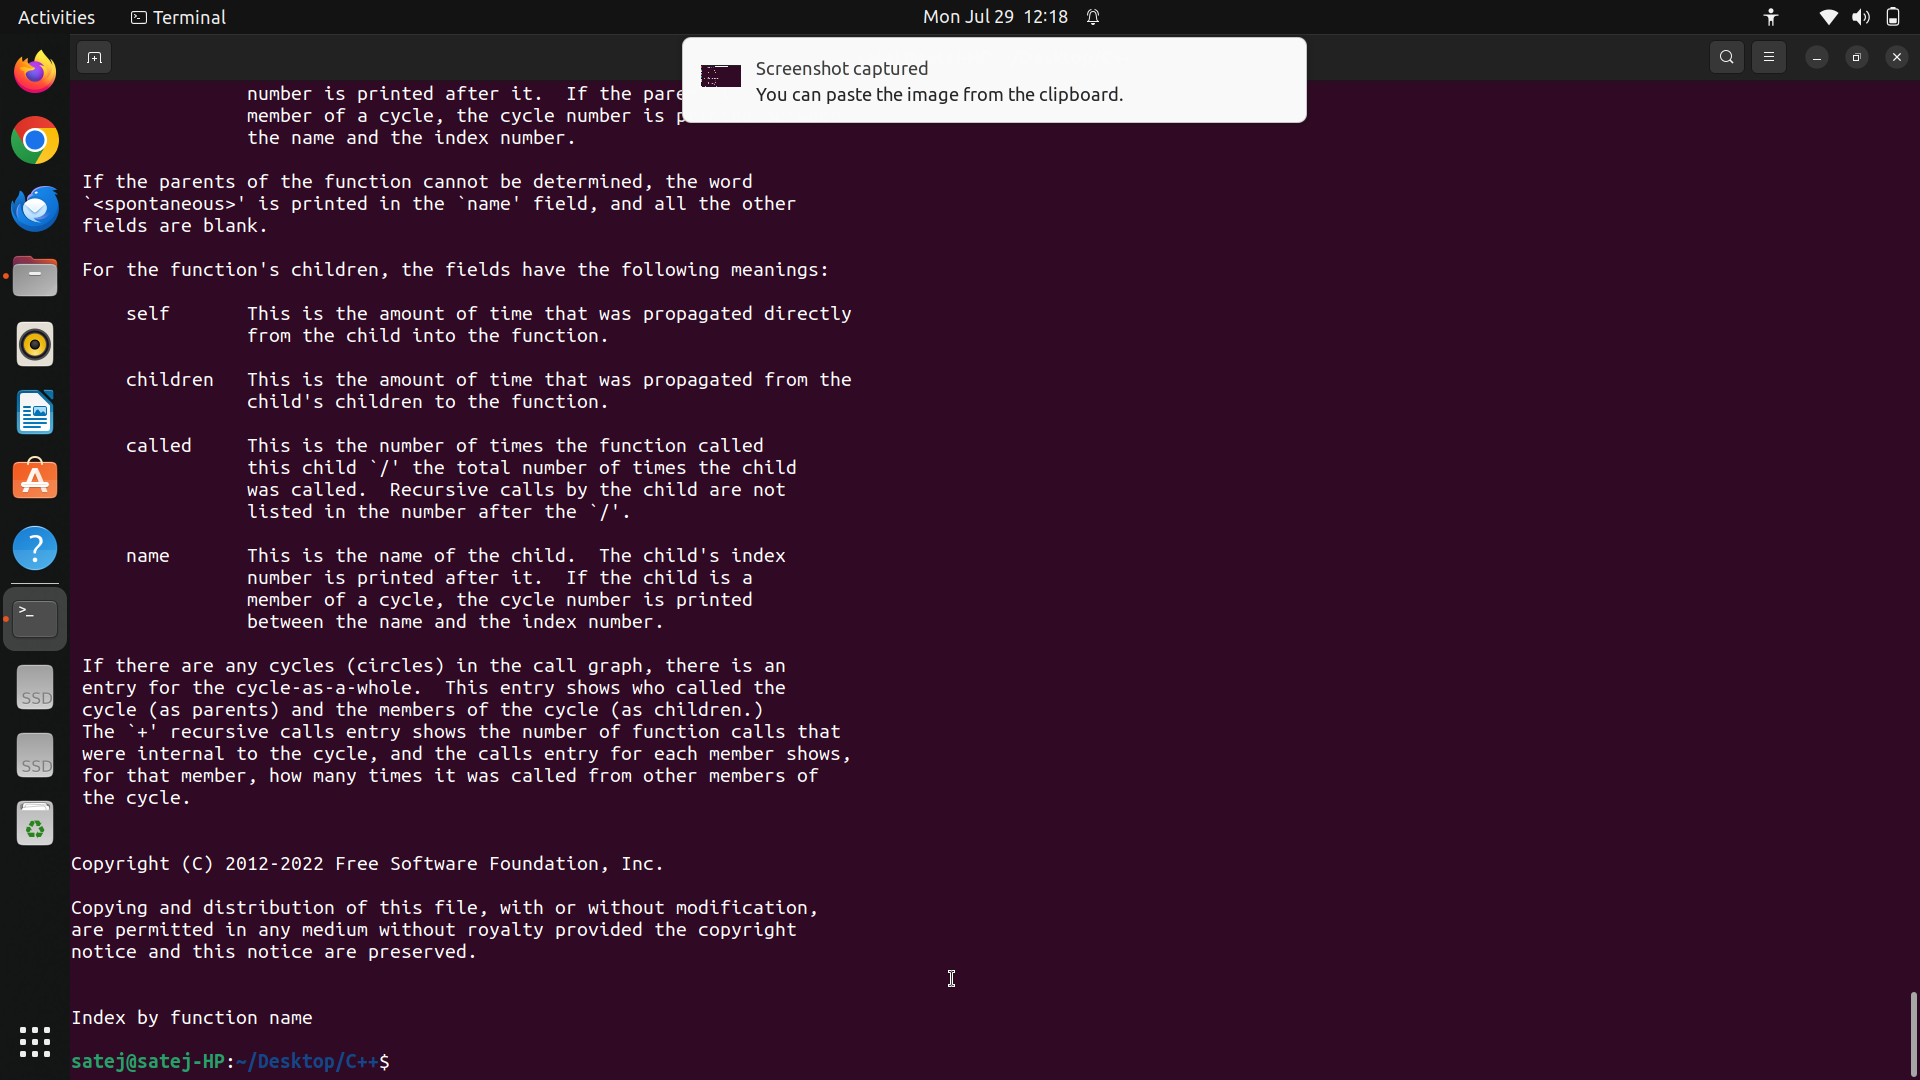 Activities
Terminal
Mon Jul 29 12:18
Screenshot captured
You can paste the image from the clipboard.
number is printed after it. If the pare
member of a cycle, the cycle number is p
the name and the index number.
If the parents of the function cannot be determined, the word
`<spontaneous>' is printed in the `name' field, and all the other
fields are blank.
For the function's children, the fields have the following meanings:
self This is the amount of time that was propagated directly
from the child into the function.
children This is the amount of time that was propagated from the
child's children to the function.
called This is the number of times the function called
this child `/' the total number of times the child
was called. Recursive calls by the child are not
listed in the number after the `/'.
name This is the name of the child. The child's index
number is printed after it. If the child is a
member of a cycle, the cycle number is printed
between the name and the index number.
If there are any cycles (circles) in the call graph, there is an
entry for the cycle-as-a-whole. This entry shows who called the
cycle (as parents) and the members of the cycle (as children.)
The `+' recursive calls entry shows the number of function calls that
were internal to the cycle, and the calls entry for each member shows,
for that member, how many times it was called from other members of
the cycle.
Copyright (C) 2012-2022 Free Software Foundation, Inc.
Copying and distribution of this file, with or without modification,
are permitted in any medium without royalty provided the copyright
notice and this notice are preserved.
Index by function name
satej@satej-HP:~/Desktop/C++$
SSD
SSD